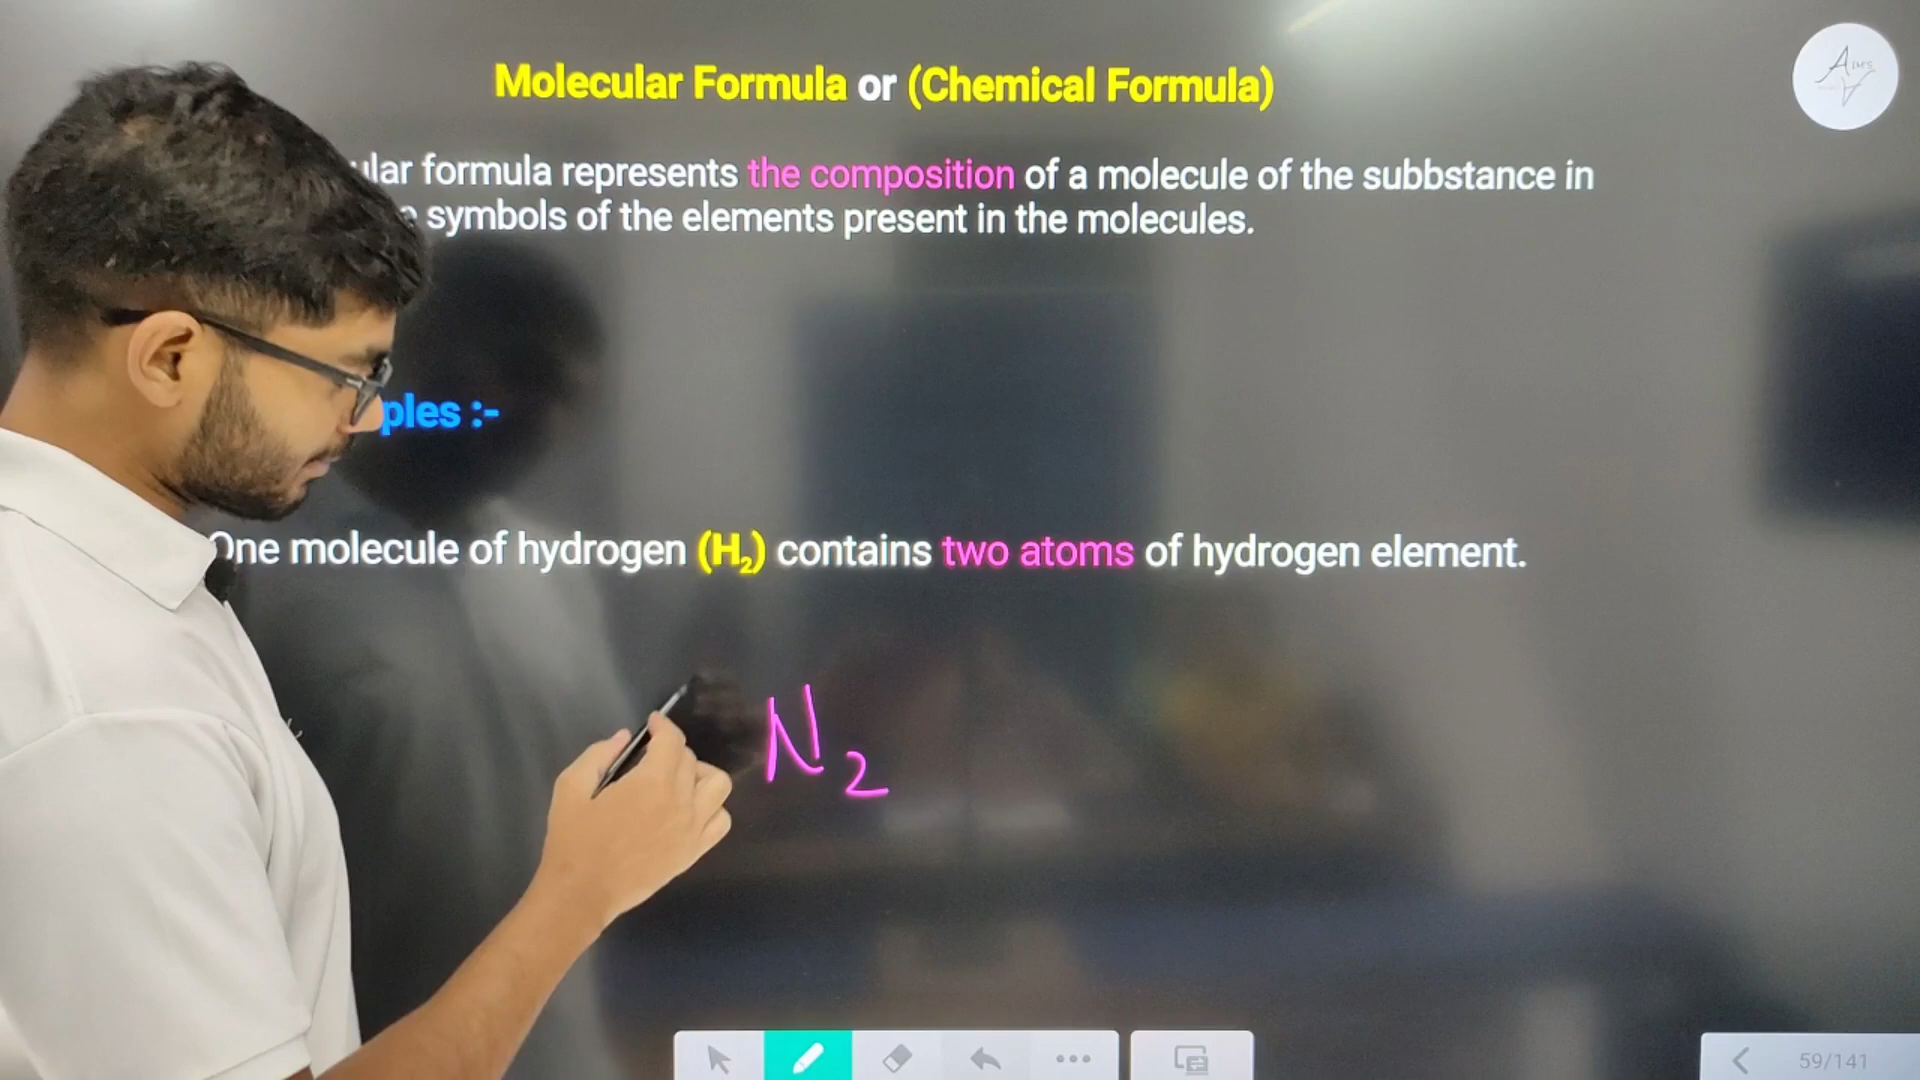 Molecular Formula or (Chemical Formula)
ular formula represents the composition of a molecule of the subbstance in
symbols of the elements present in the molecules.
ples :-
One molecule of hydrogen (H₂) contains two atoms of hydrogen element.
N₂
59/141